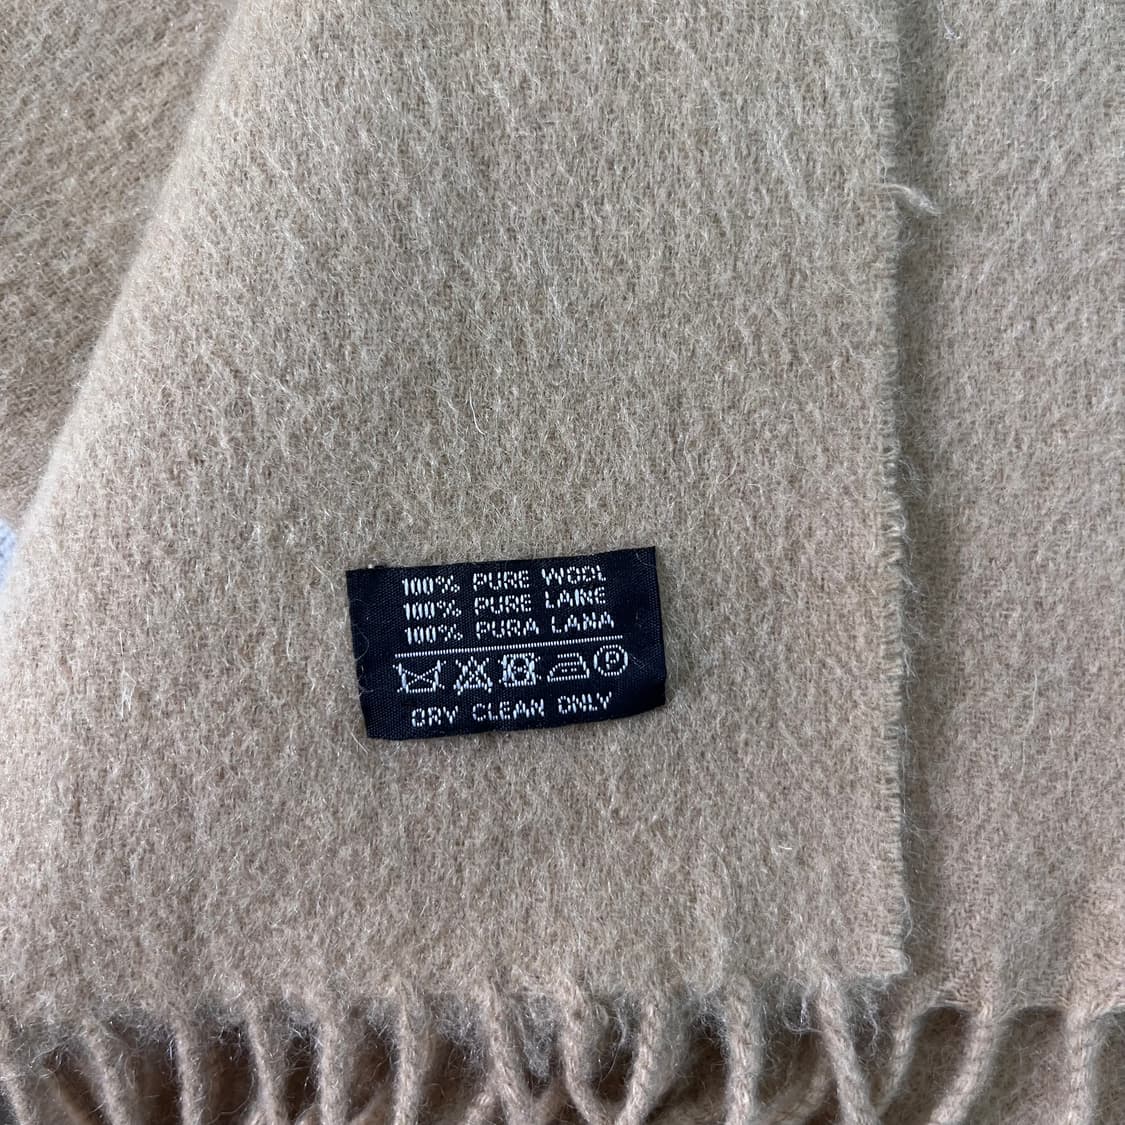 100% PURE WOOL
100% PURE LAINE
100% PURA LANA
P
DRY CLEAN ONLY